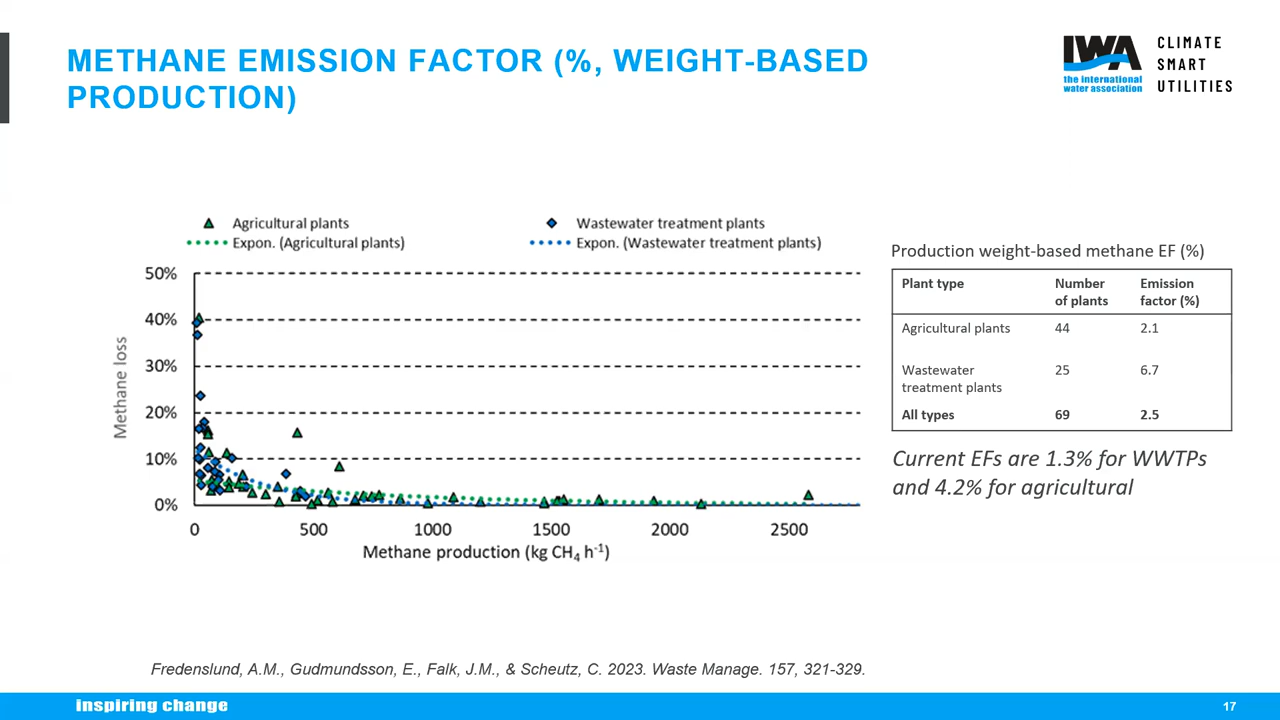 METHANE EMISSION FACTOR (%, WEIGHT-BASED
PRODUCTION)
IWA
the international
water association
CLIMATE
SMART
UTILITIES
Agricultural plants
Wastewater treatment plants
Expon. (Agricultural plants)
Expon. (Wastewater treatment plants)
50%
40%
30%
20%
10%
0%
Methane loss
0 500 1000 1500 2000 2500
Methane production (kg CH₄ h⁻¹)
Production weight-based methane EF (%)
Plant type Number of plants Emission factor (%)
Agricultural plants 44 2.1
Wastewater treatment plants 25 6.7
All types 69 2.5
Current EFs are 1.3% for WWTPs
and 4.2% for agricultural
Fredenslund, A.M., Gudmundsson, E., Falk, J.M., & Scheutz, C. 2023. Waste Manage. 157, 321-329.
inspiring change
17